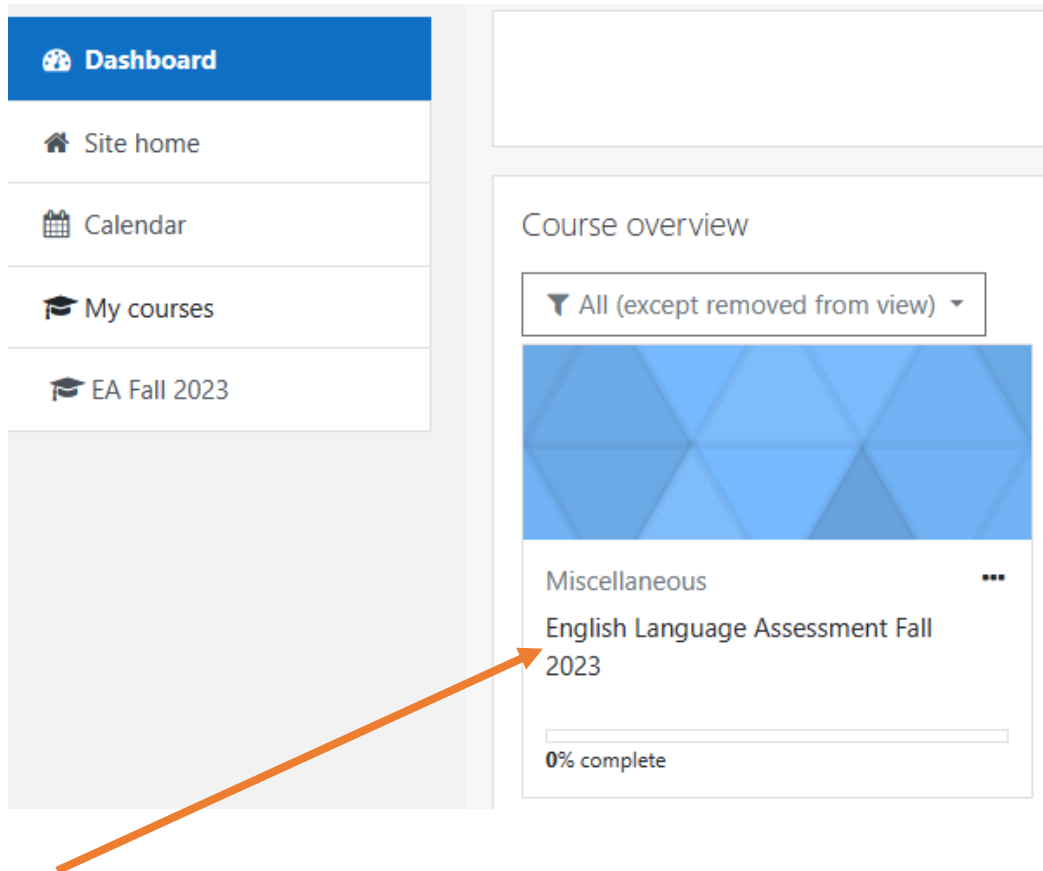 Dashboard
Site home
Calendar
My courses
EA Fall 2023
Course overview
All (except removed from view)
Miscellaneous
English Language Assessment Fall
2023
0% complete